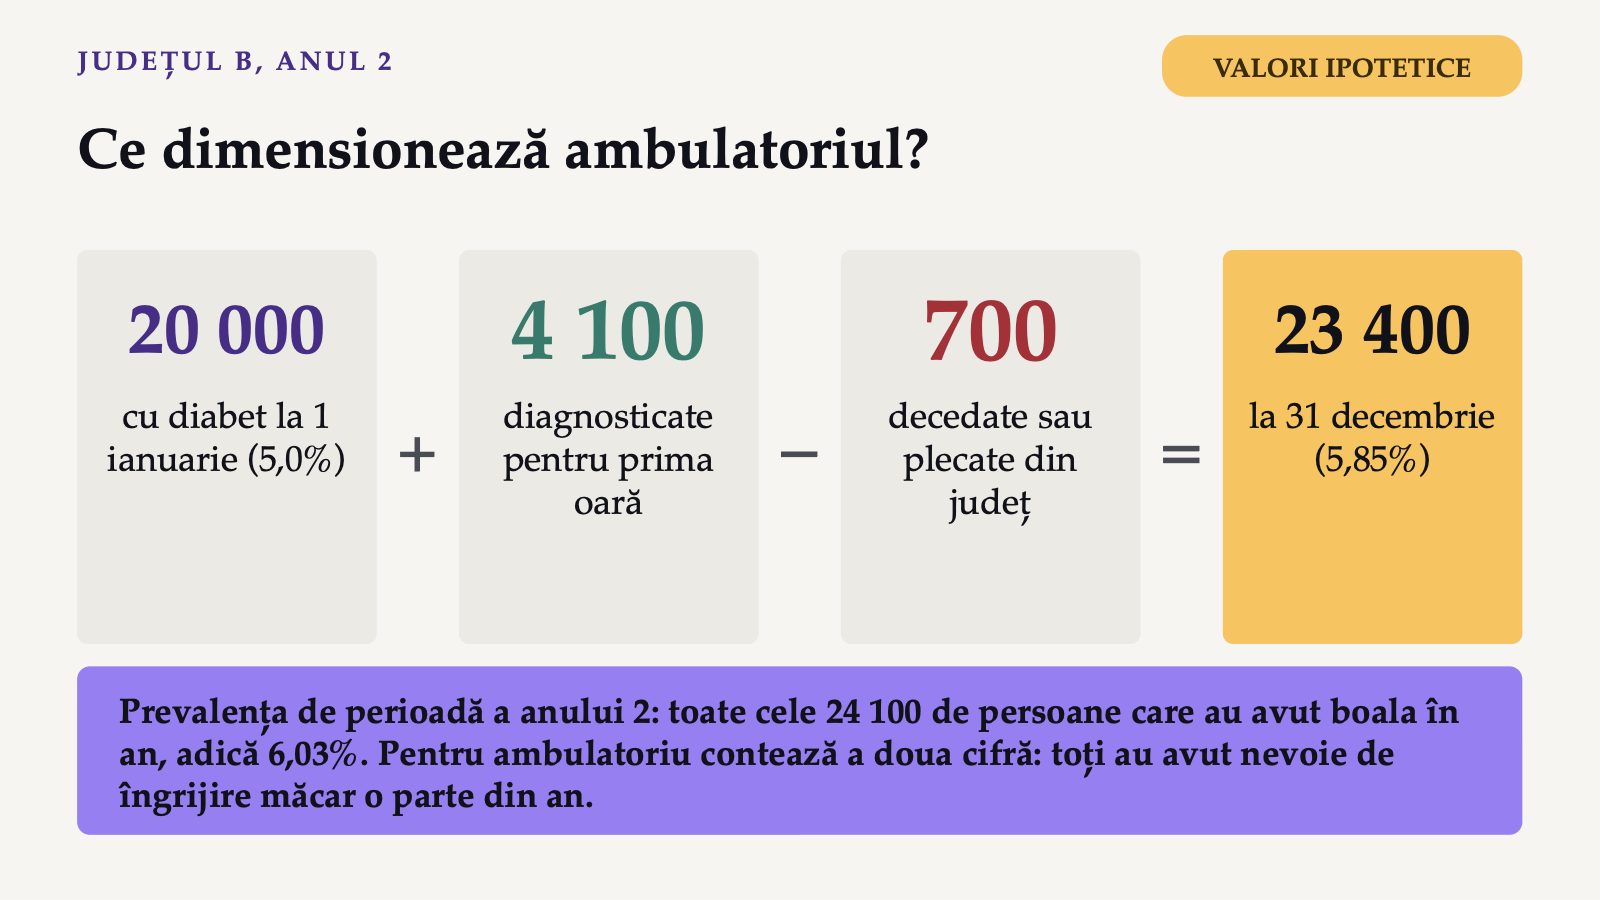 JUDEȚUL B, ANUL 2
VALORI IPOTETICE
Ce dimensionează ambulatoriul?
20 000
cu diabet la 1
ianuarie (5,0%)
+
4 100
diagnosticate
pentru prima
oară
−
700
decedate sau
plecate din
județ
=
23 400
la 31 decembrie
(5,85%)
Prevalența de perioadă a anului 2: toate cele 24 100 de persoane care au avut boala în
an, adică 6,03%. Pentru ambulatoriu contează a doua cifră: toți au avut nevoie de
îngrijire măcar o parte din an.